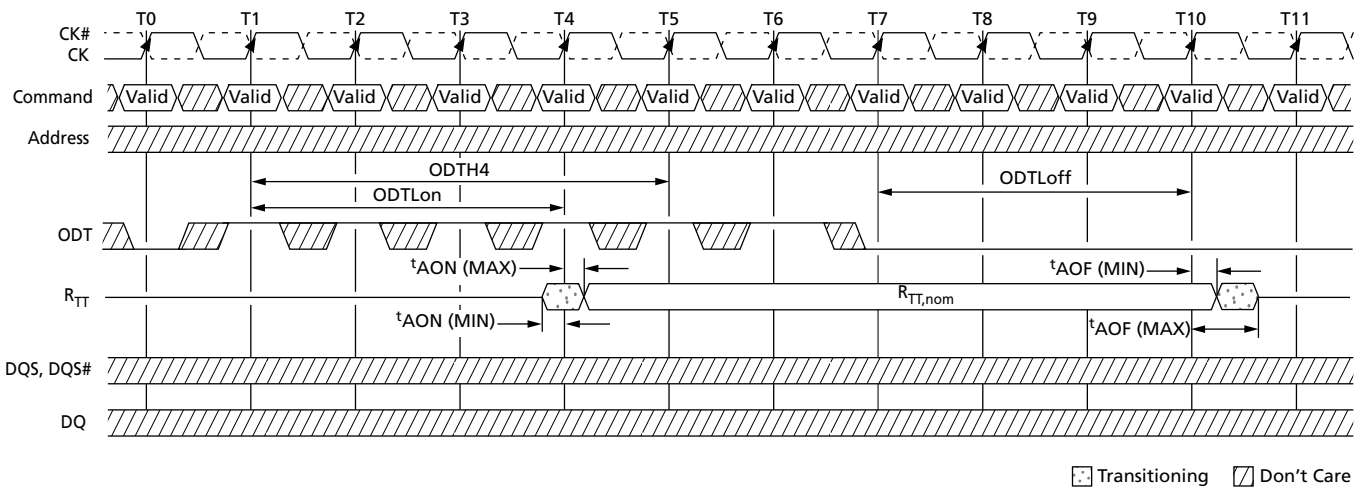 T0 T1 T2 T3 T4 T5 T6 T7 T8 T9 T10 T11
CK#
CK
Command Valid Valid Valid Valid Valid Valid Valid Valid Valid Valid Valid Valid
Address
ODTH4
ODTLoff
ODTLon
ODT
tAON (MAX) tAOF (MIN)
RTT RTT,nom
tAON (MIN) tAOF (MAX)
DQS, DQS#
DQ
Transitioning Don't Care